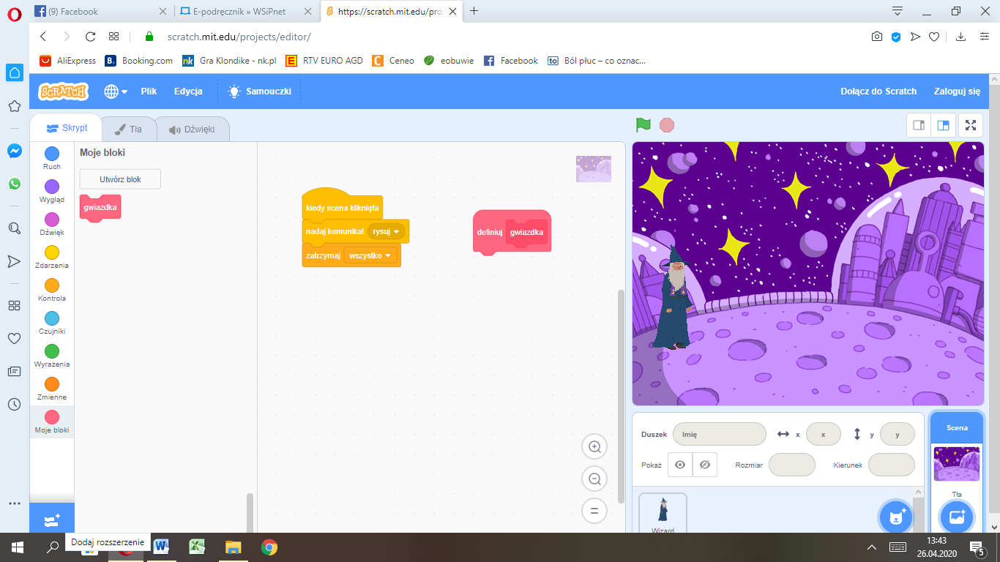 (9) Facebook
E-podręcznik » WSiPnet
https://scratch.mit.edu/pro
scratch.mit.edu/projects/editor/
AliExpress
B. Booking.com
nk Gra Klondike - nk.pl
E RTV EURO AGD
C Ceneo
eobuwie
Facebook
to Ból płuc – co oznac...
SCRATCH
Plik
Edycja
Samouczki
Dołącz do Scratch
Zaloguj się
Skrypt
Tła
Dźwięki
Ruch
Wygląd
Dźwięk
Zdarzenia
Kontrola
Czujniki
Wyrażenia
Zmienne
Moje bloki
Moje bloki
Utwórz blok
gwiazdka
kiedy scena kliknięta
nadaj komunikat rysuj
zatrzymaj wszystko
definiuj gwiazdka
Duszek Imię x x y y
Pokaż Rozmiar Kierunek
Wizard
Scena
Tła
Dodaj rozszerzenie
13:43
26.04.2020
5